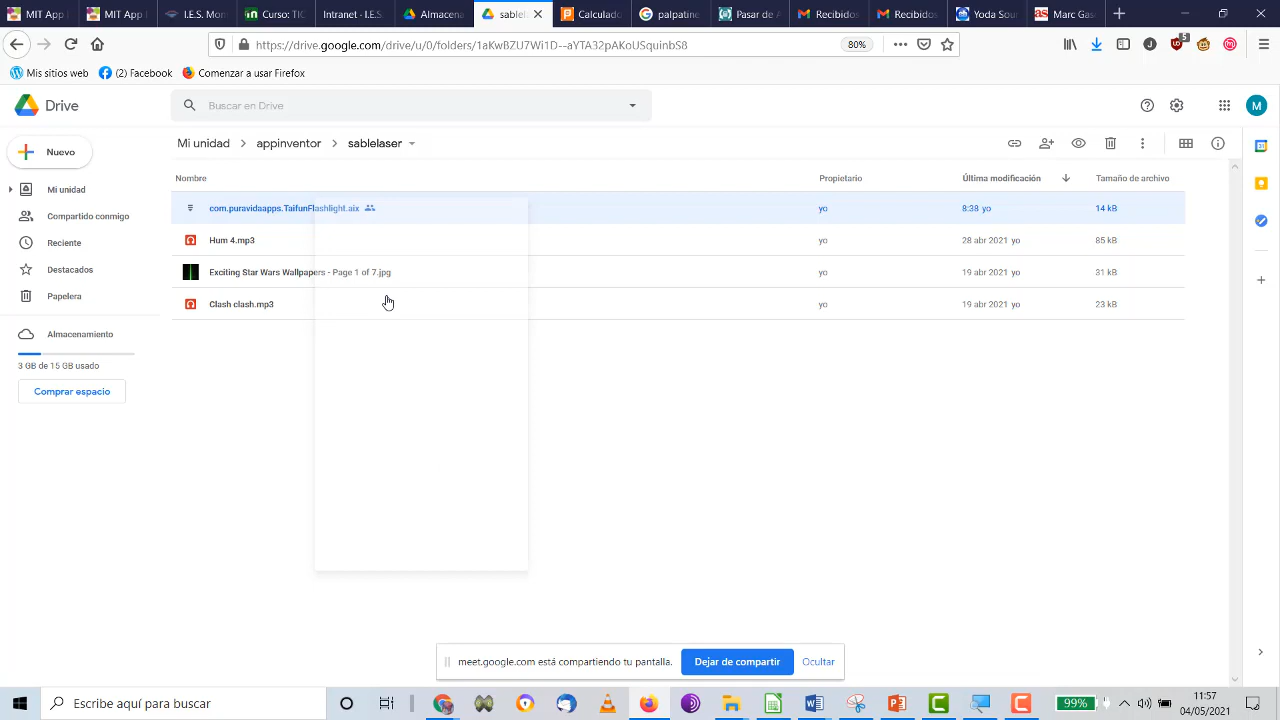 MIT App I
MIT App I
I.E.S.
Curso: TI
Intranet - I.E.S.
Almacena
sablela
Calculado
palpatine
Pasar de A
Recibidos
Recibidos
Yoda Sour
Marc Gase
https://drive.google.com/drive/u/0/folders/1aKwBZU7Wi1D--aYTA32pAKoUSquinbS8
80%
5
Mis sitios web
(2) Facebook
Comenzar a usar Firefox
Drive
Buscar en Drive
M
Nuevo
Mi unidad > appinventor > sablelaser
Nombre
Propietario
Última modificación
Tamaño de archivo
Mi unidad
com.puravidaapps.TaifunFlashlight.aix
yo
8:38 yo
14 kB
Compartido conmigo
Reciente
Hum 4.mp3
yo
28 abr 2021 yo
85 kB
Destacados
Exciting Star Wars Wallpapers - Page 1 of 7.jpg
yo
19 abr 2021 yo
31 kB
Papelera
Clash clash.mp3
yo
19 abr 2021 yo
23 kB
Almacenamiento
3 GB de 15 GB usado
Comprar espacio
meet.google.com está compartiendo tu pantalla.
Dejar de compartir
Ocultar
Escribe aquí para buscar
99%
11:57
04/05/2021